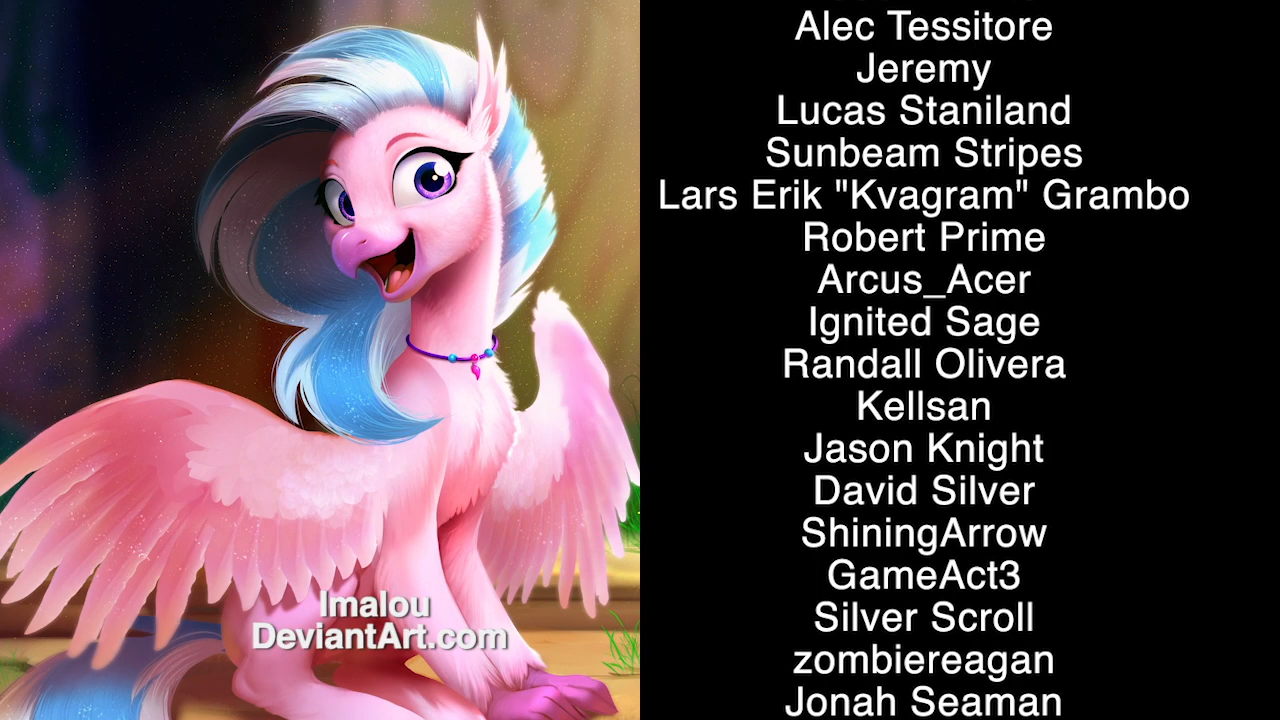 Imalou
DeviantArt.com
Alec Tessitore
Jeremy
Lucas Staniland
Sunbeam Stripes
Lars Erik "Kvagram" Grambo
Robert Prime
Arcus_Acer
Ignited Sage
Randall Olivera
Kellsan
Jason Knight
David Silver
ShiningArrow
GameAct3
Silver Scroll
zombiereagan
Jonah Seaman